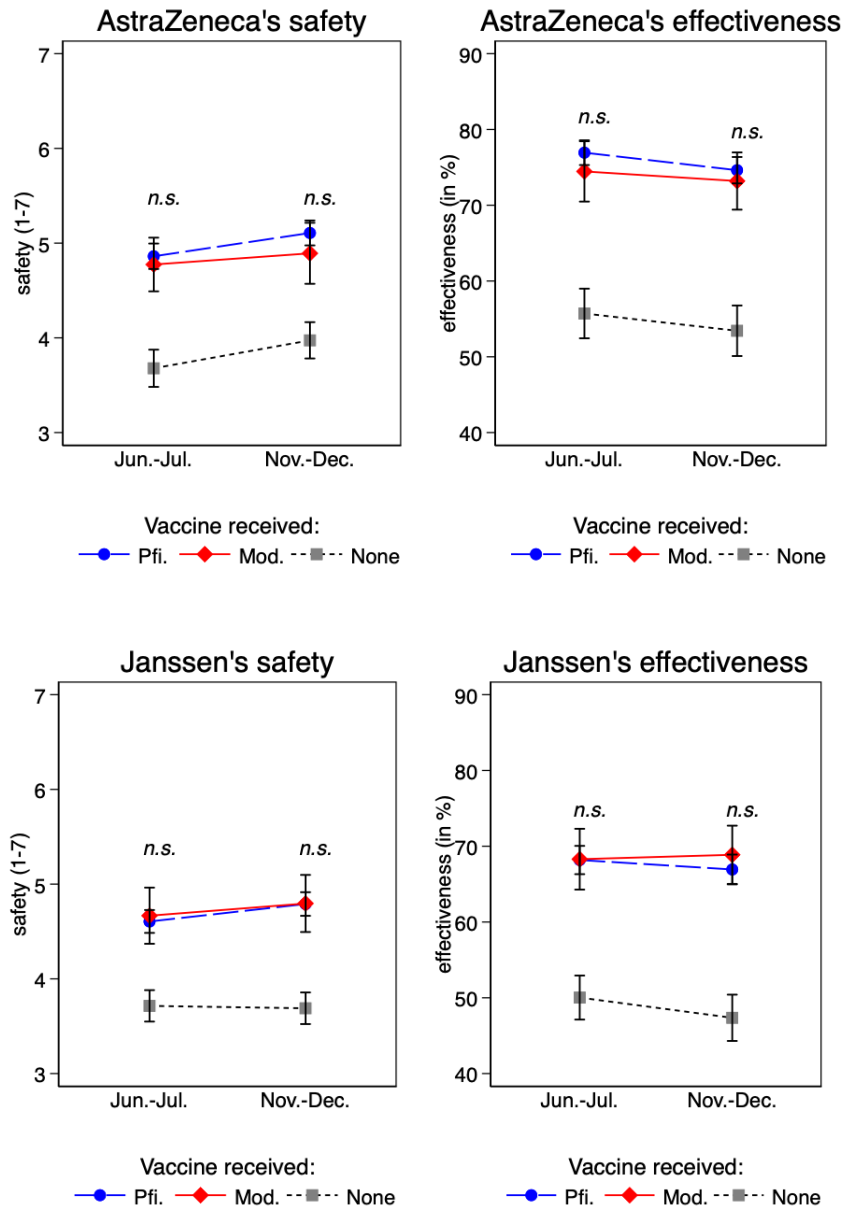 AstraZeneca's safety
safety (1-7)
7
6
5
4
3
n.s.
n.s.
Jun.-Jul.
Nov.-Dec.
Vaccine received:
Pfi. Mod. None
AstraZeneca's effectiveness
effectiveness (in %)
90
80
70
60
50
40
n.s.
n.s.
Jun.-Jul.
Nov.-Dec.
Vaccine received:
Pfi. Mod. None
Janssen's safety
safety (1-7)
7
6
5
4
3
n.s.
n.s.
Jun.-Jul.
Nov.-Dec.
Vaccine received:
Pfi. Mod. None
Janssen's effectiveness
effectiveness (in %)
90
80
70
60
50
40
n.s.
n.s.
Jun.-Jul.
Nov.-Dec.
Vaccine received:
Pfi. Mod. None